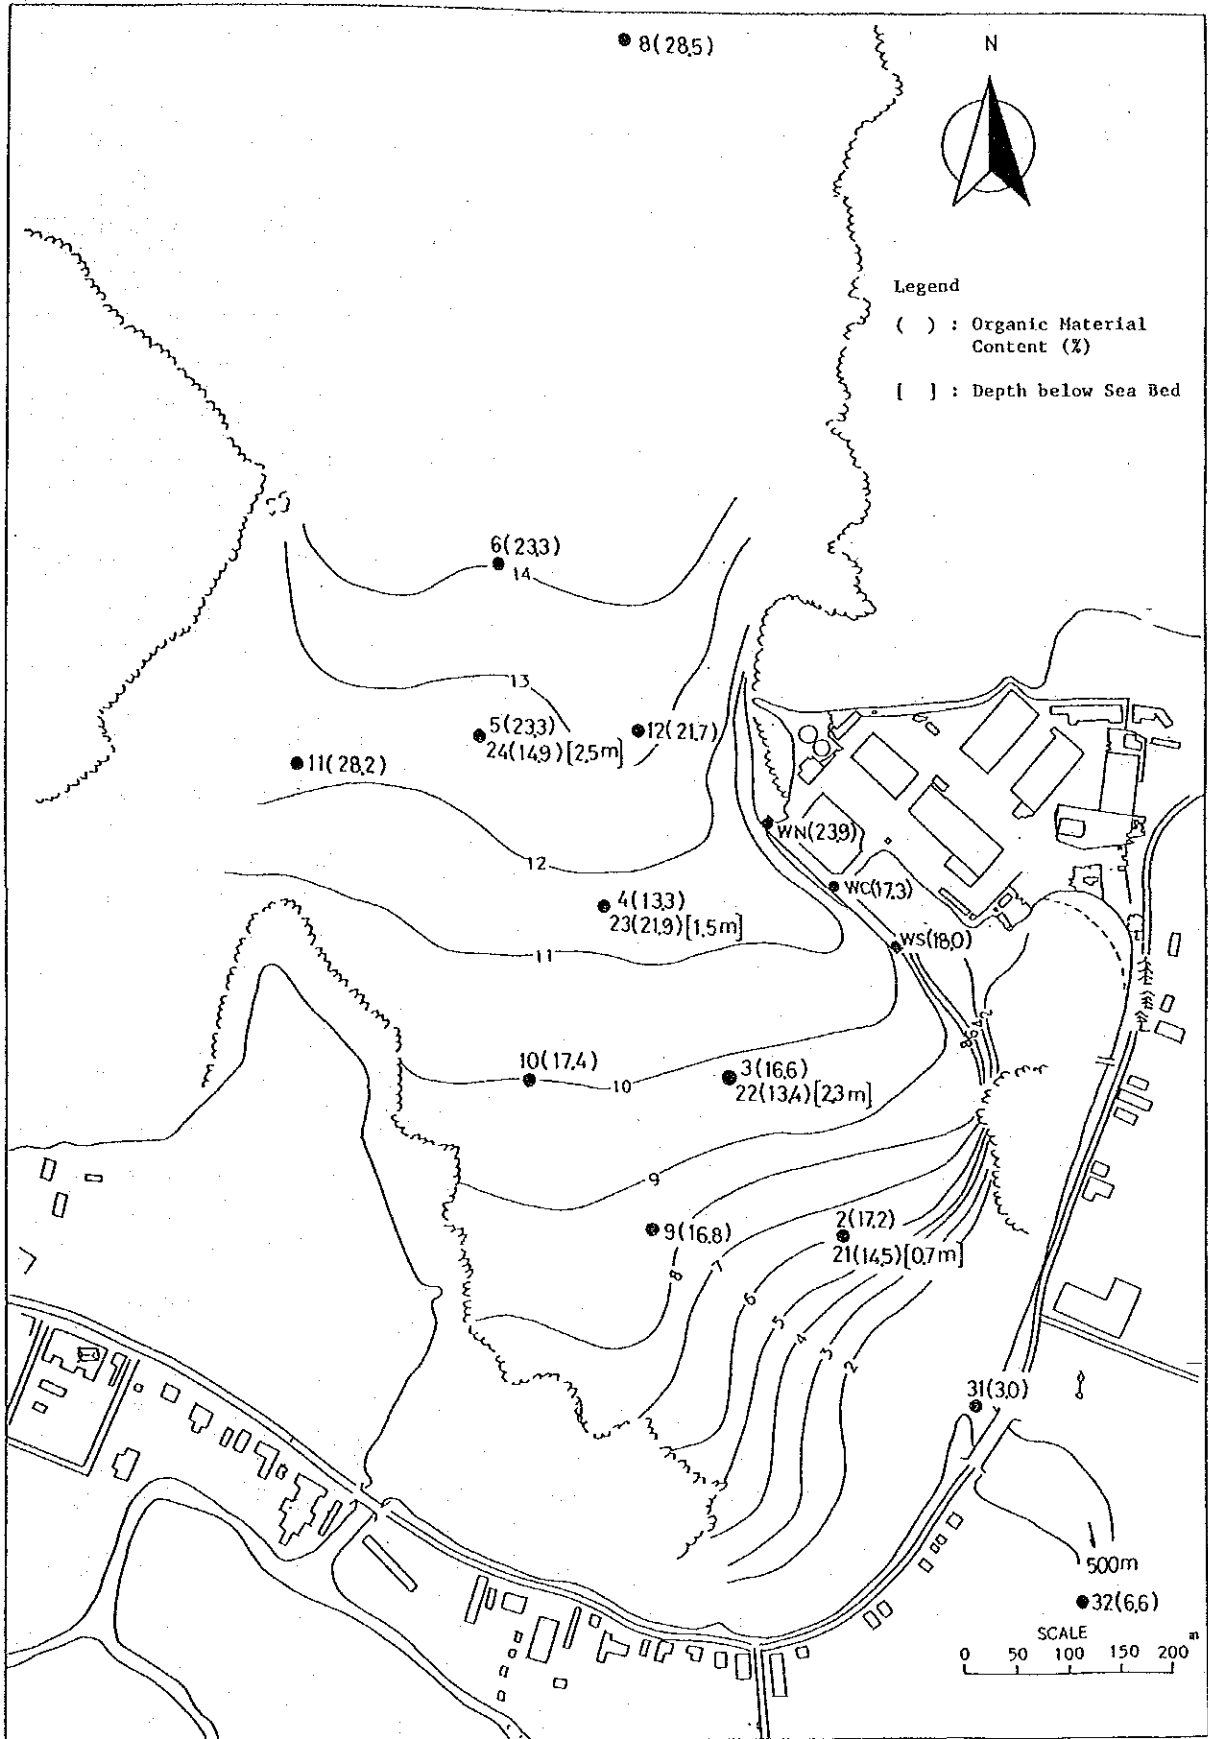 8(28,5)
N
Legend
( ) : Organic Material
Content (%)
[ ] : Depth below Sea Bed
6(23,3)
14
13
5(23,3)
24(14,9)[2,5m]
12(21,7)
11(28,2)
WN(23,9)
12
WC(17,3)
4(13,3)
23(21,9)[1,5m]
WS(18,0)
11
2
4
6
8
10(17,4)
3(16,6)
22(13,4)[2,3m]
10
9
9(16,8)
2(17,2)
21(14,5)[0,7m]
8
7
6
5
4
3
2
31(3,0)
500m
32(6,6)
SCALE
m
0 50 100 150 200